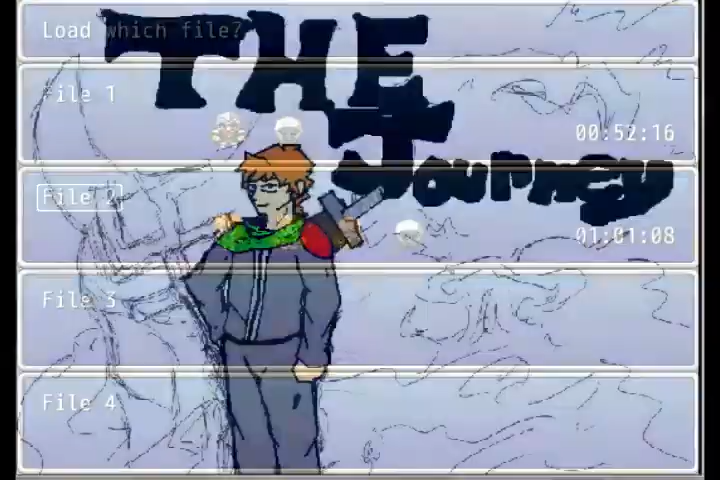 Load which file?
THE
JOURNEY
File 1
00:52:16
File 2
01:01:08
File 3
File 4